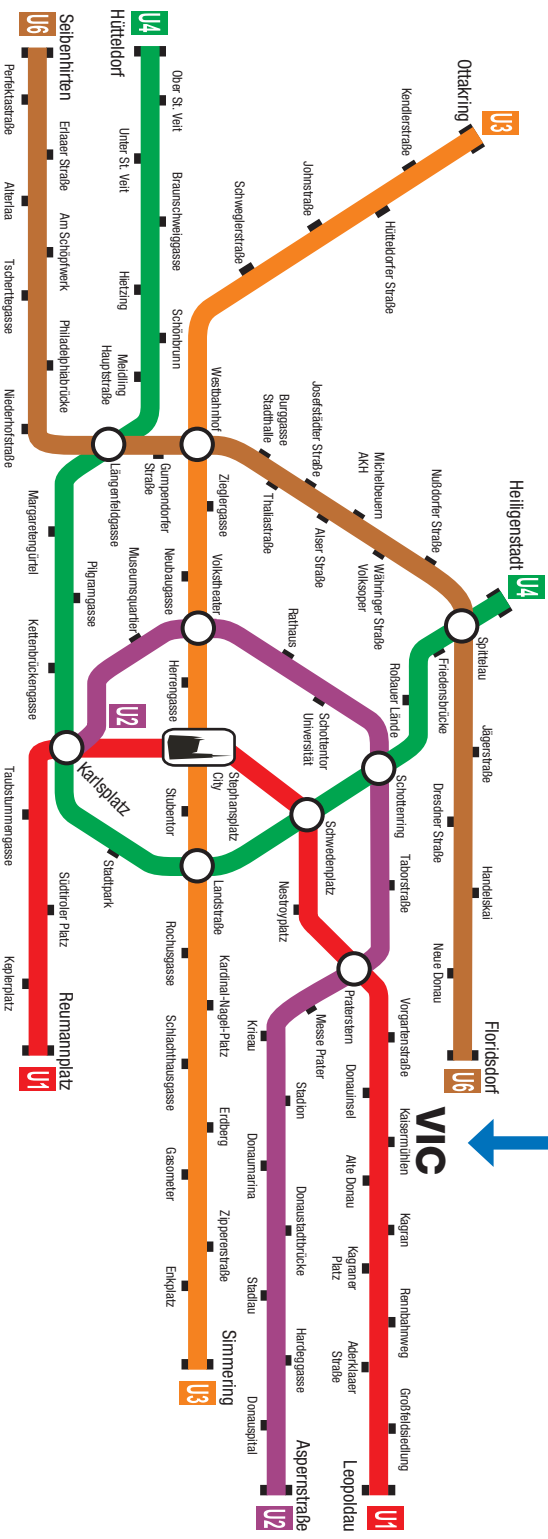 U6
Seibenhirten
Perfektastraße
Erlaaer Straße
Alterlaa
Am Schöpfwerk
Tscherttegasse
Philadelphiabrücke
Niederhofstraße
U4
Hütteldorf
Ober St. Veit
Unter St. Veit
Braunschweiggasse
Hietzing
Schönbrunn
Meidling
Hauptstraße
Längenfeldgasse
Gumpendorfer
Straße
U3
Ottakring
Kendlerstraße
Hütteldorfer Straße
Johnstraße
Schweglerstraße
Westbahnhof
Burggasse
Stadthalle
Thaliastraße
Josefstädter Straße
Alser Straße
Michelbeuern
AKH
Währinger Straße
Volksoper
Nußdorfer Straße
Spittelau
U4
Heiligenstadt
Friedensbrücke
Roßauer Lände
Jägerstraße
Dresdner Straße
Handelskai
Neue Donau
Floridsdorf
U6
Zieglergasse
Neubaugasse
Volkstheater
Museumsquartier
Rathaus
Schottentor
Universität
Schottenring
Taborstraße
Herrengasse
Stephansplatz
City
Stubentor
Landstraße
Schwedenplatz
Nestroyplatz
Praterstern
Margaretengürtel
Pilgramgasse
Kettenbrückengasse
U2
Karlsplatz
Stadtpark
Taubstummengasse
Südtiroler Platz
Keplerplatz
Reumannplatz
U1
Rochusgasse
Kardinal-Nagel-Platz
Schlachthausgasse
Erdberg
Gasometer
Zippererstraße
Enkplatz
Simmering
U3
Messe Prater
Krieau
Stadion
Donaumarina
Donaustadtbrücke
Stadlau
Hardeggasse
Donauspital
Aspernstraße
U2
Vorgartenstraße
Donauinsel
VIC
Kaisermühlen
Alte Donau
Kagran
Kagraner
Platz
Rennbahnweg
Aderklaaer
Straße
Großfeldsiedlung
Leopoldau
U1